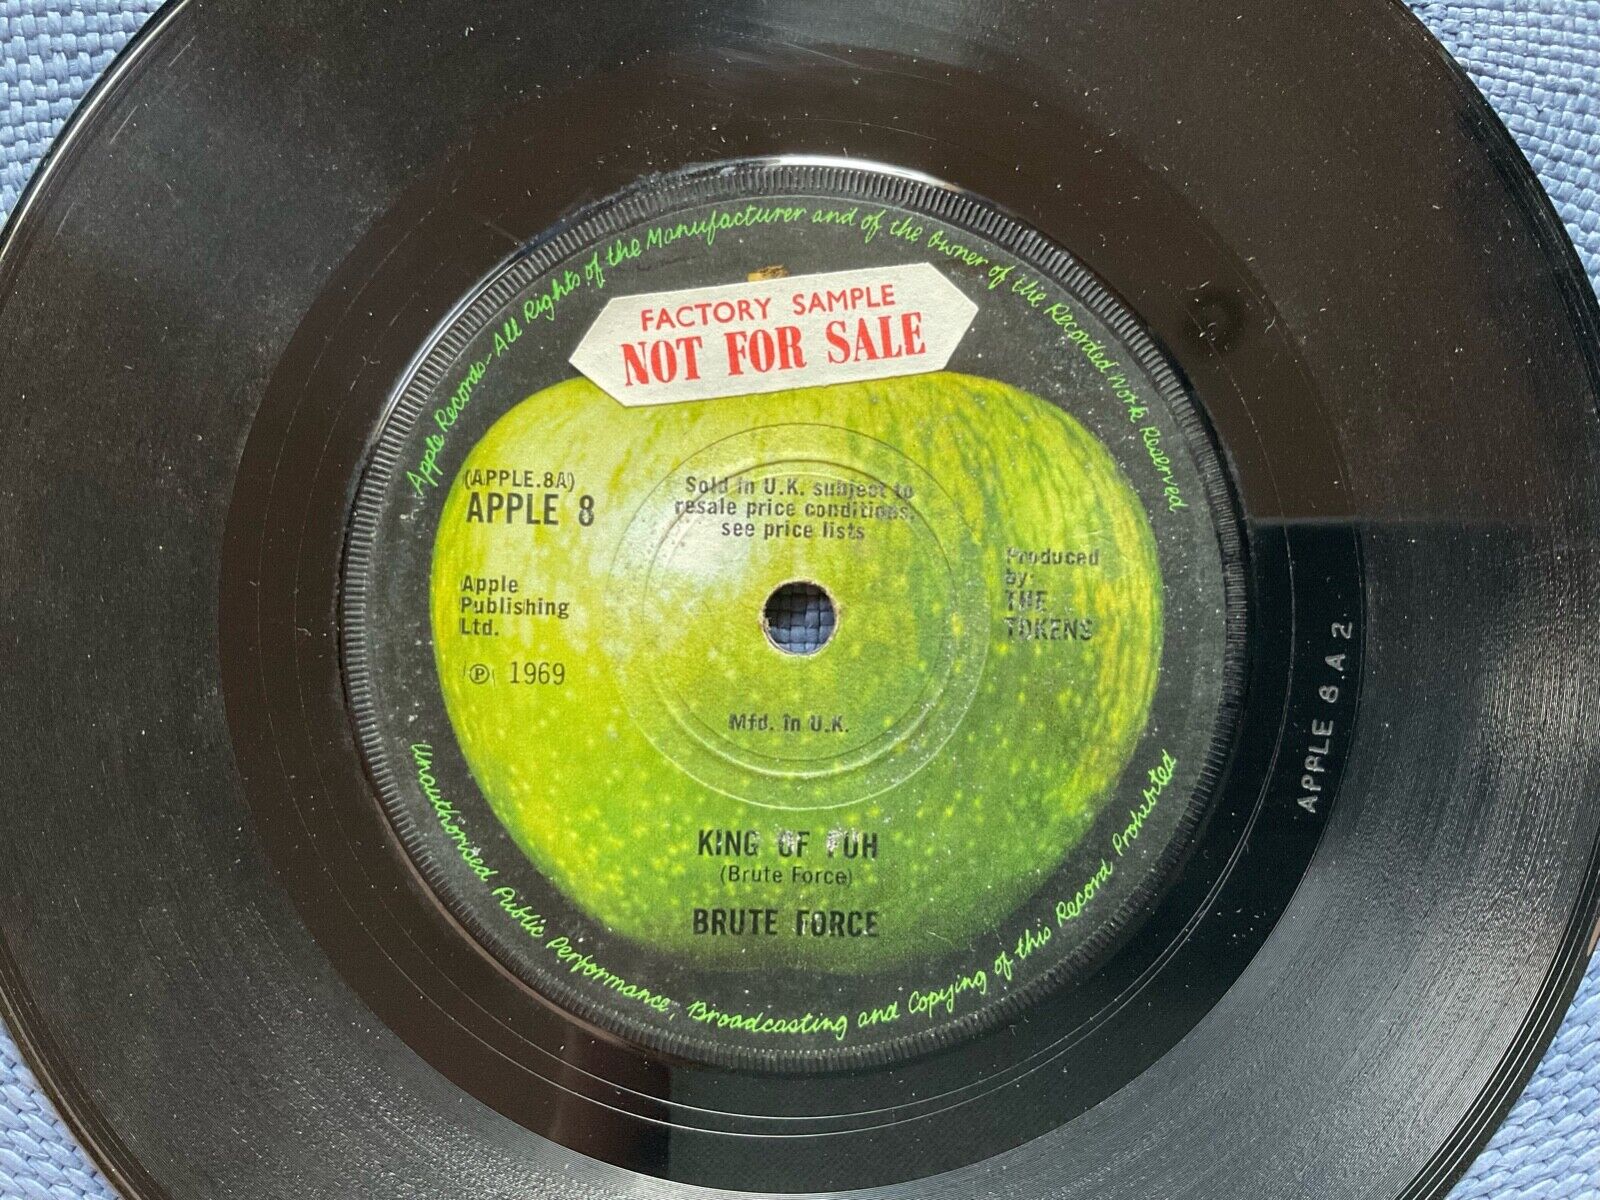 Apple Records - All Rights of the Manufacturer and of the Owner of the Recorded Work Reserved
FACTORY SAMPLE
NOT FOR SALE
(APPLE.8A)
APPLE 8
Sold in U.K. subject to
resale price conditions,
see price lists
Apple
Publishing
Ltd.
Ⓟ 1969
Produced
by:
THE
TOKENS
Mfd. in U.K.
KING OF FUH
(Brute Force)
BRUTE FORCE
Unauthorised Public Performance, Broadcasting and Copying of this Record Prohibited
APPLE 8.A 2